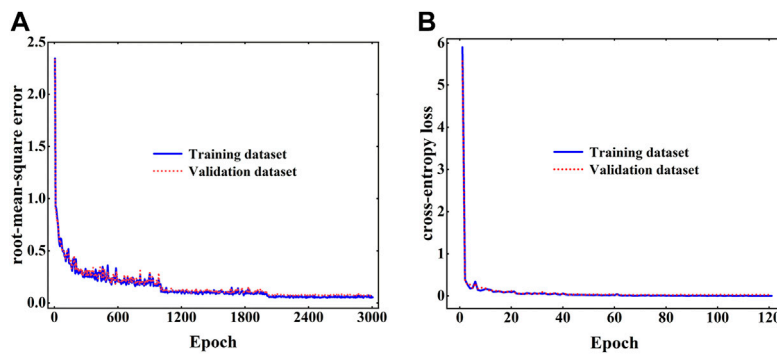 A
root-mean-square error
2.5
2.0
1.5
1.0
0.5
0.0
Training dataset
Validation dataset
0 600 1200 1800 2400 3000
Epoch
B
cross-entropy loss
6
5
4
3
2
1
0
Training dataset
Validation dataset
0 20 40 60 80 100 120
Epoch